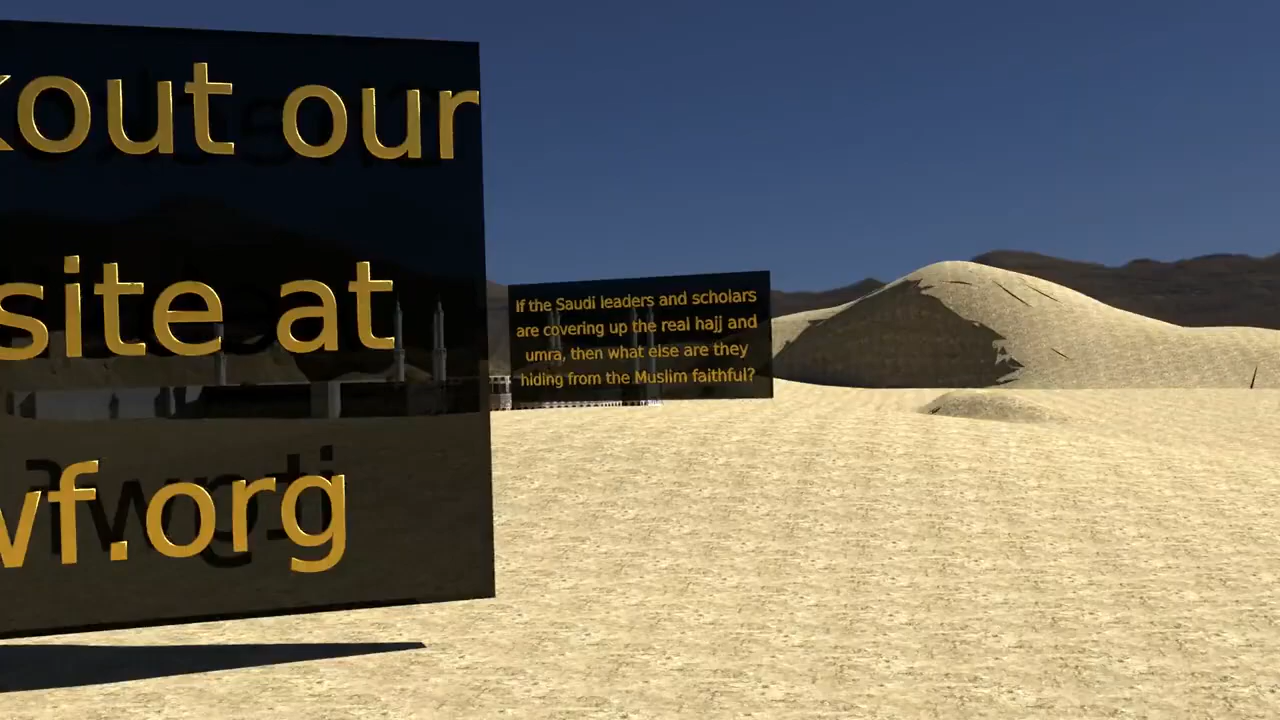 kout our
site at
wf.org
If the Saudi leaders and scholars
are covering up the real hajj and
umra, then what else are they
hiding from the Muslim faithful?